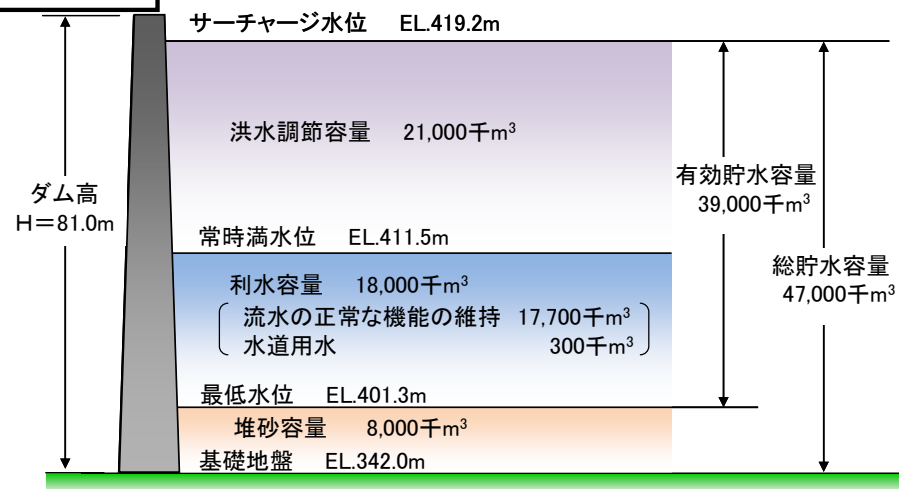 サーチャージ水位 EL.419.2m
洪水調節容量 21,000千m³
有効貯水容量
39,000千m³
ダム高
H=81.0m
常時満水位 EL.411.5m
総貯水容量
47,000千m³
利水容量 18,000千m³
流水の正常な機能の維持 17,700千m³
水道用水 300千m³
最低水位 EL.401.3m
堆砂容量 8,000千m³
基礎地盤 EL.342.0m